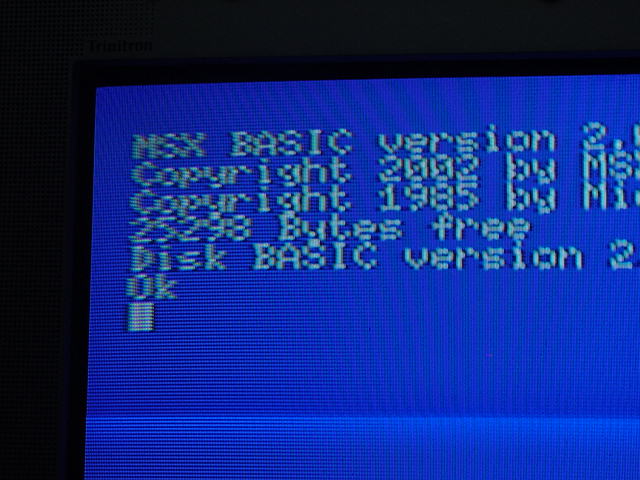 Trinitron
MSX BASIC version 2.
Copyright 2002 by MS
Copyright 1985 by Mi
25298 Bytes free
Disk BASIC version 2.
Ok